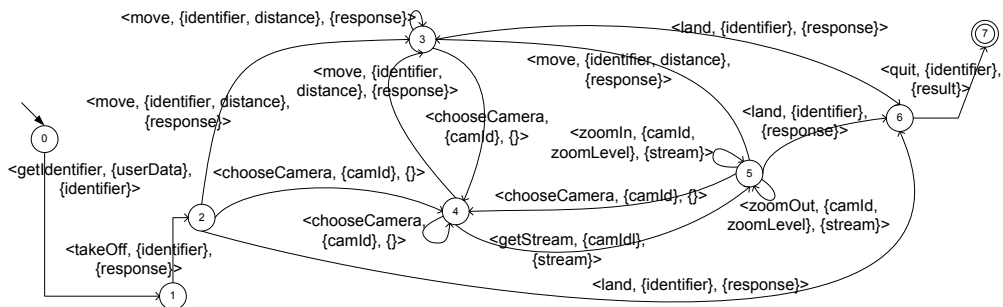 <move, {identifier, distance}, {response}>
3
<land, {identifier}, {response}>
7
<move, {identifier,
distance}, {response}>
<move, {identifier, distance},
{response}>
<quit, {identifier},
{result}>
<move, {identifier, distance},
{response}>
<chooseCamera,
{camId}, {}>
<zoomIn, {camId,
zoomLevel}, {stream}>
<land, {identifier},
{response}>
6
0
<getIdentifier, {userData},
{identifier}>
<chooseCamera, {camId}, {}>
5
<chooseCamera, {camId}, {}>
2
4
<chooseCamera,
{camId}, {}>
<zoomOut, {camId,
zoomLevel}, {stream}>
<takeOff, {identifier},
{response}>
<getStream, {camIdl},
{stream}>
<land, {identifier}, {response}>
1